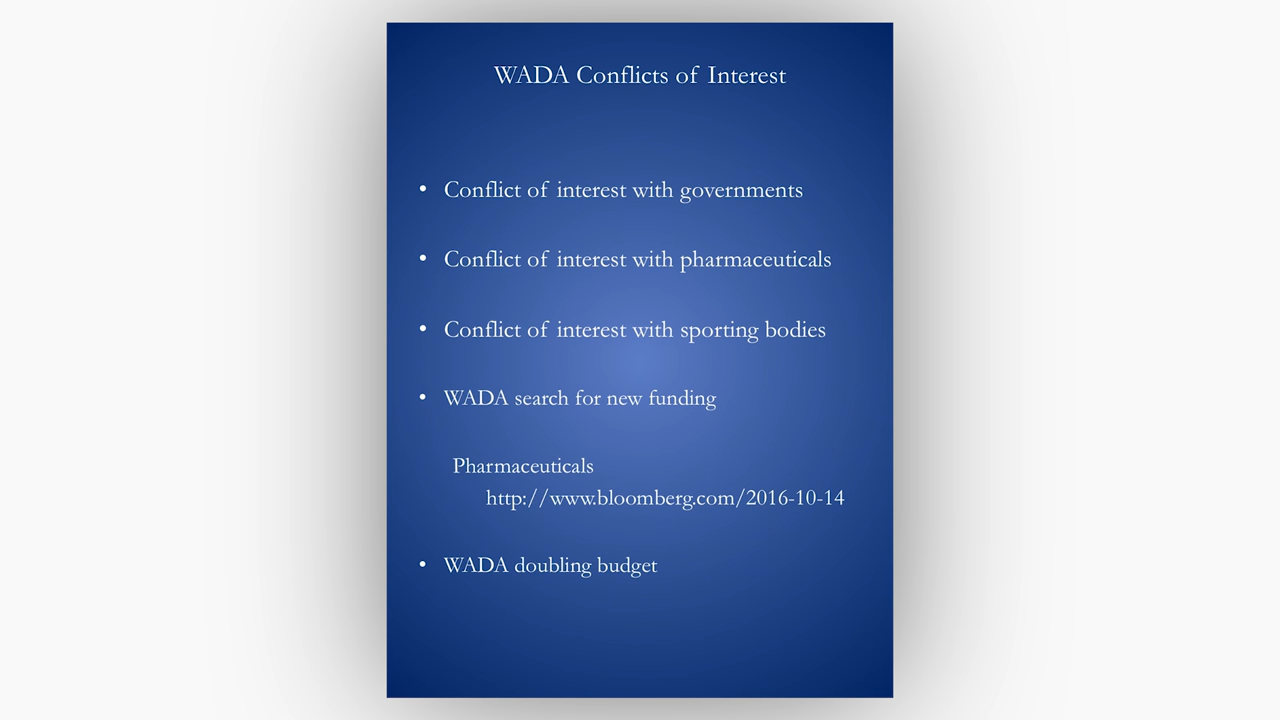 WADA Conflicts of Interest
• Conflict of interest with governments
• Conflict of interest with pharmaceuticals
• Conflict of interest with sporting bodies
• WADA search for new funding
Pharmaceuticals
http://www.bloomberg.com/2016-10-14
• WADA doubling budget